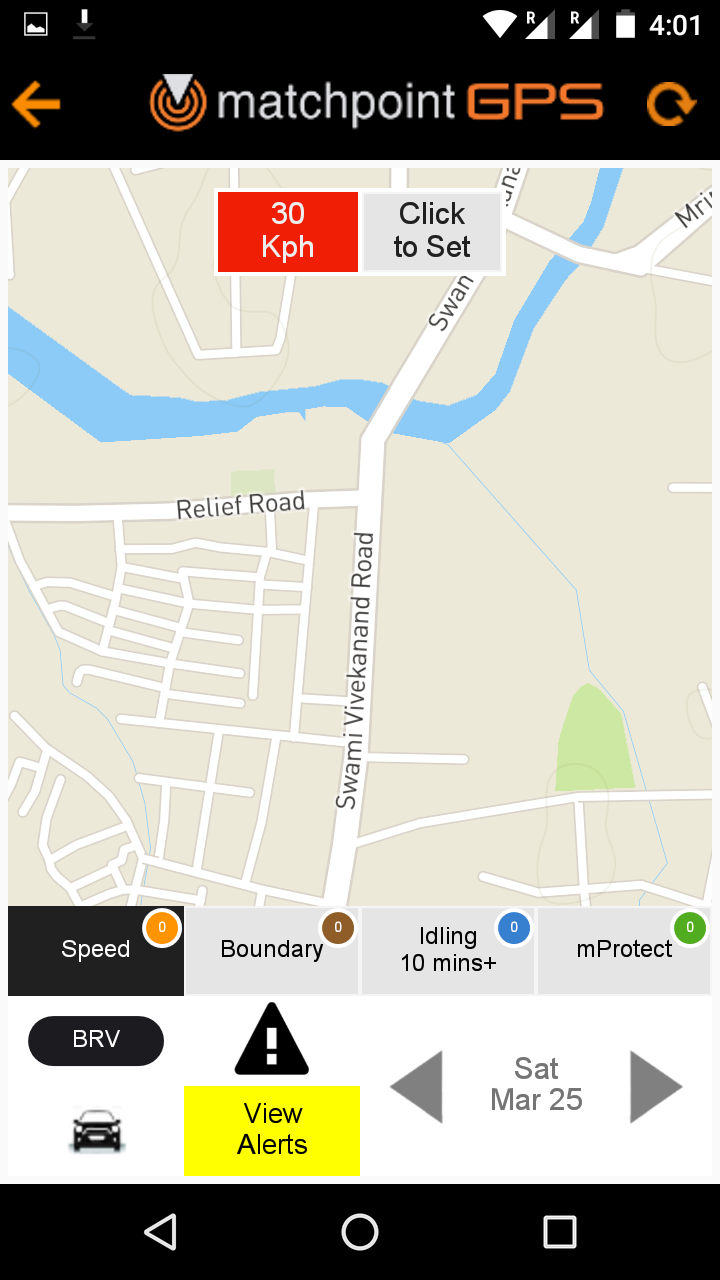 R R 4:01
matchpoint GPS
30
Kph
Click
to Set
Swan
Mri
Relief Road
Swami Vivekanand Road
Speed
0
Boundary
0
Idling
10 mins+
0
mProtect
0
BRV
View
Alerts
Sat
Mar 25